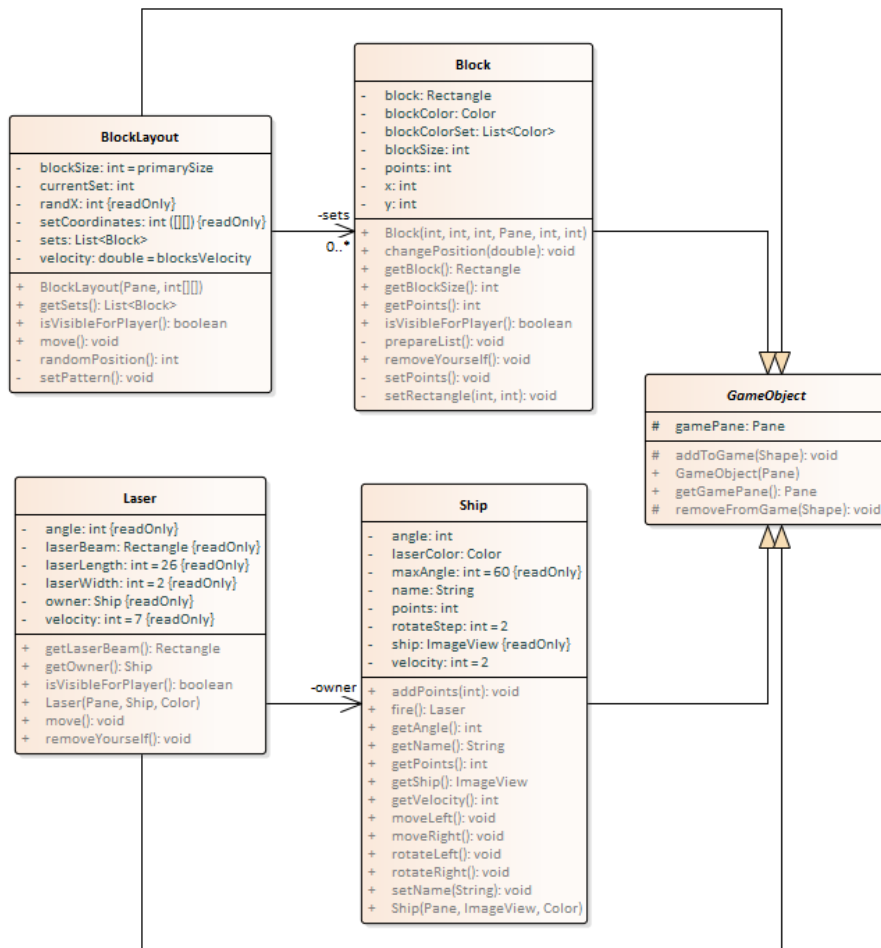 BlockLayout
- blockSize: int = primarySize
- currentSet: int
- randX: int {readOnly}
- setCoordinates: int ([][]) {readOnly}
- sets: List<Block>
- velocity: double = blocksVelocity
+ BlockLayout(Pane, int[][])
+ getSets(): List<Block>
+ isVisibleForPlayer(): boolean
+ move(): void
- randomPosition(): int
- setPattern(): void
-sets
0..*
Block
- block: Rectangle
- blockColor: Color
- blockColorSet: List<Color>
- blockSize: int
- points: int
- x: int
- y: int
+ Block(int, int, int, Pane, int, int)
+ changePosition(double): void
+ getBlock(): Rectangle
+ getBlockSize(): int
+ getPoints(): int
+ isVisibleForPlayer(): boolean
- prepareList(): void
+ removeYourself(): void
- setPoints(): void
- setRectangle(int, int): void
GameObject
# gamePane: Pane
# addToGame(Shape): void
+ GameObject(Pane)
+ getGamePane(): Pane
# removeFromGame(Shape): void
Laser
- angle: int {readOnly}
- laserBeam: Rectangle {readOnly}
- laserLength: int = 26 {readOnly}
- laserWidth: int = 2 {readOnly}
- owner: Ship {readOnly}
- velocity: int = 7 {readOnly}
+ getLaserBeam(): Rectangle
+ getOwner(): Ship
+ isVisibleForPlayer(): boolean
+ Laser(Pane, Ship, Color)
+ move(): void
+ removeYourself(): void
-owner
Ship
- angle: int
- laserColor: Color
- maxAngle: int = 60 {readOnly}
- name: String
- points: int
- rotateStep: int = 2
- ship: ImageView {readOnly}
- velocity: int = 2
+ addPoints(int): void
+ fire(): Laser
+ getAngle(): int
+ getName(): String
+ getPoints(): int
+ getShip(): ImageView
+ getVelocity(): int
+ moveLeft(): void
+ moveRight(): void
+ rotateLeft(): void
+ rotateRight(): void
+ setName(String): void
+ Ship(Pane, ImageView, Color)